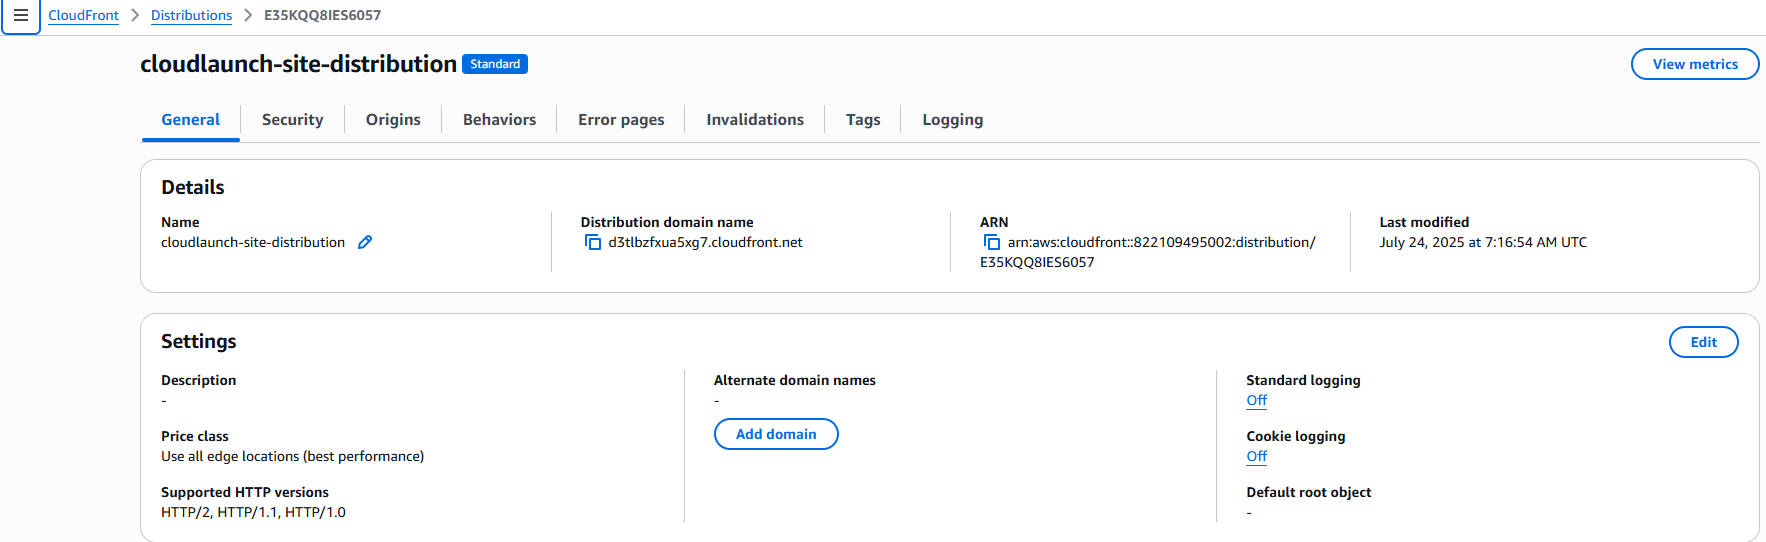 CloudFront > Distributions > E35KQQ8IES6057
cloudlaunch-site-distribution Standard
View metrics
General Security Origins Behaviors Error pages Invalidations Tags Logging
Details
Name
cloudlaunch-site-distribution
Distribution domain name
d3tlbzfxua5xg7.cloudfront.net
ARN
arn:aws:cloudfront::822109495002:distribution/
E35KQQ8IES6057
Last modified
July 24, 2025 at 7:16:54 AM UTC
Settings
Edit
Description
-
Price class
Use all edge locations (best performance)
Supported HTTP versions
HTTP/2, HTTP/1.1, HTTP/1.0
Alternate domain names
-
Add domain
Standard logging
Off
Cookie logging
Off
Default root object
-